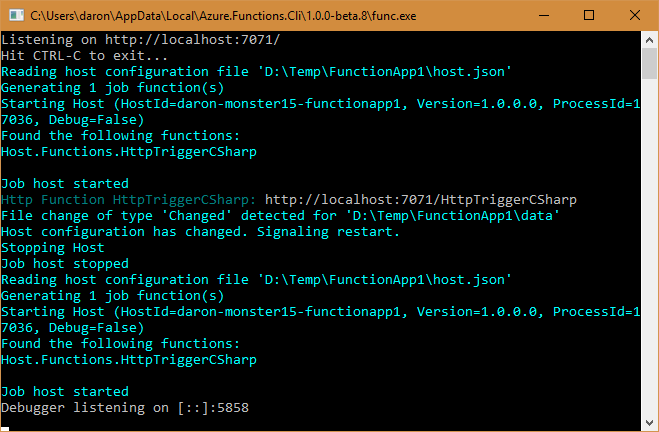 C:\Users\daron\AppData\Local\Azure.Functions.Cli\1.0.0-beta.8\func.exe
Listening on http://localhost:7071/
Hit CTRL-C to exit...
Reading host configuration file 'D:\Temp\FunctionApp1\host.json'
Generating 1 job function(s)
Starting Host (HostId=daron-monster15-functionapp1, Version=1.0.0.0, ProcessId=1
7036, Debug=False)
Found the following functions:
Host.Functions.HttpTriggerCSharp
Job host started
Http Function HttpTriggerCSharp: http://localhost:7071/HttpTriggerCSharp
File change of type 'Changed' detected for 'D:\Temp\FunctionApp1\data'
Host configuration has changed. Signaling restart.
Stopping Host
Job host stopped
Reading host configuration file 'D:\Temp\FunctionApp1\host.json'
Generating 1 job function(s)
Starting Host (HostId=daron-monster15-functionapp1, Version=1.0.0.0, ProcessId=1
7036, Debug=False)
Found the following functions:
Host.Functions.HttpTriggerCSharp
Job host started
Debugger listening on [::]:5858